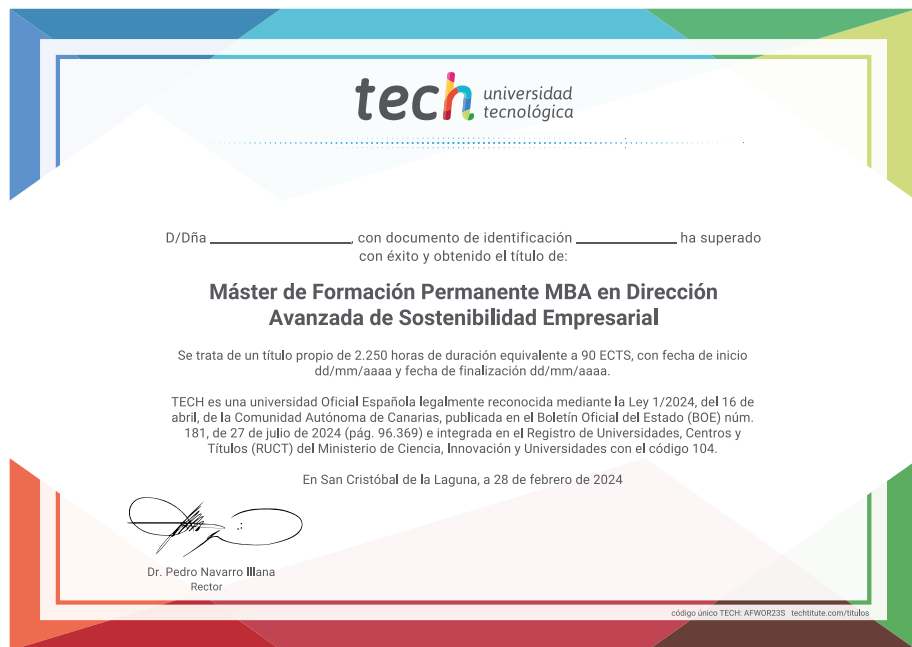 tech universidad
tecnológica
D/Dña ________________, con documento de identificación ____________ ha superado
con éxito y obtenido el título de:
Máster de Formación Permanente MBA en Dirección
Avanzada de Sostenibilidad Empresarial
Se trata de un título propio de 2.250 horas de duración equivalente a 90 ECTS, con fecha de inicio
dd/mm/aaaa y fecha de finalización dd/mm/aaaa.
TECH es una universidad Oficial Española legalmente reconocida mediante la Ley 1/2024, del 16 de
abril, de la Comunidad Autónoma de Canarias, publicada en el Boletín Oficial del Estado (BOE) núm.
181, de 27 de julio de 2024 (pág. 96.369) e integrada en el Registro de Universidades, Centros y
Títulos (RUCT) del Ministerio de Ciencia, Innovación y Universidades con el código 104.
En San Cristóbal de la Laguna, a 28 de febrero de 2024
Dr. Pedro Navarro Illana
Rector
código único TECH: AFWOR23S techtitute.com/titulos